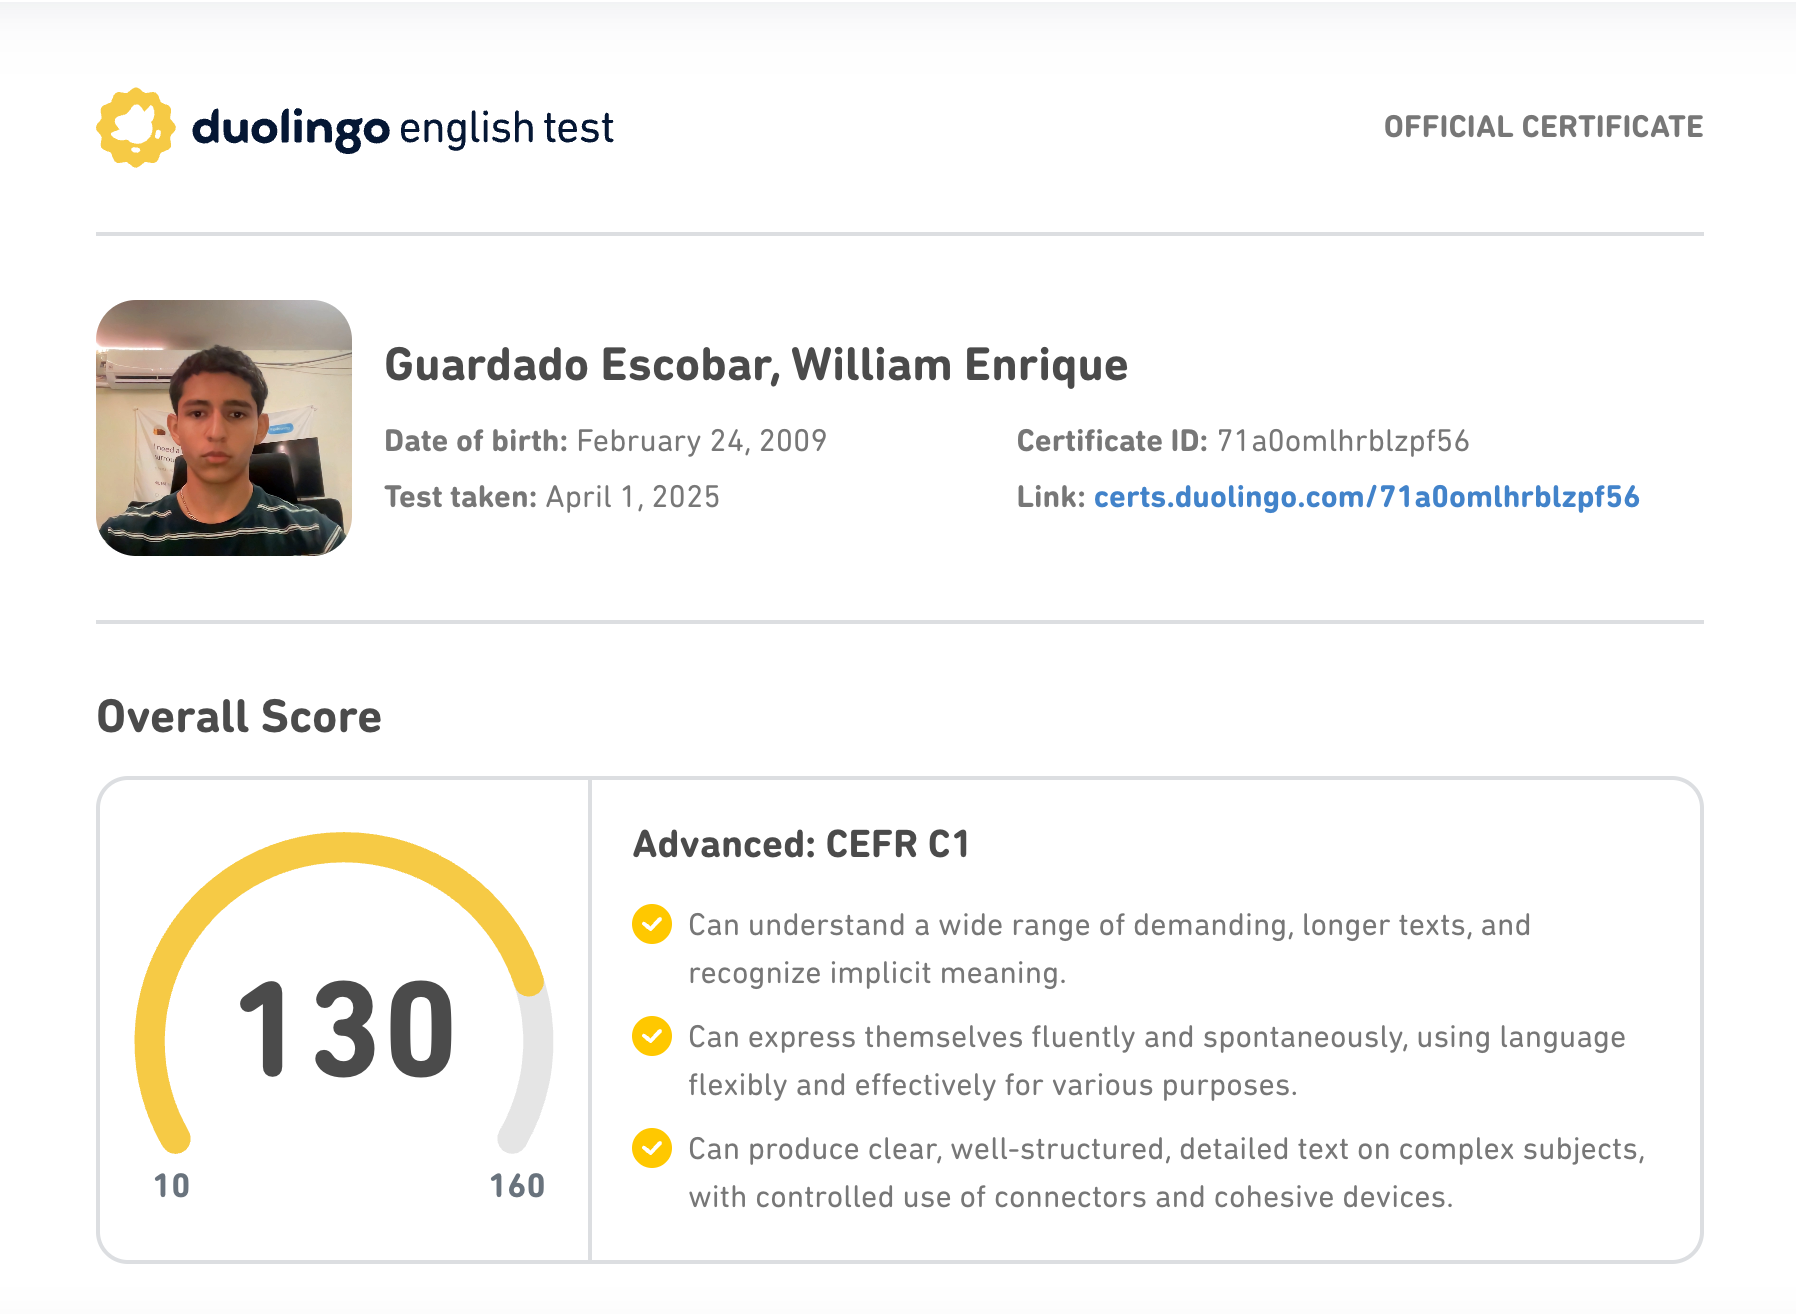 duolingo english test
OFFICIAL CERTIFICATE
I need a
surrou
Guardado Escobar, William Enrique
Date of birth: February 24, 2009
Certificate ID: 71a0omlhrblzpf56
Test taken: April 1, 2025
Link: certs.duolingo.com/71a0omlhrblzpf56
Overall Score
130
10
160
Advanced: CEFR C1
Can understand a wide range of demanding, longer texts, and
recognize implicit meaning.
Can express themselves fluently and spontaneously, using language
flexibly and effectively for various purposes.
Can produce clear, well-structured, detailed text on complex subjects,
with controlled use of connectors and cohesive devices.